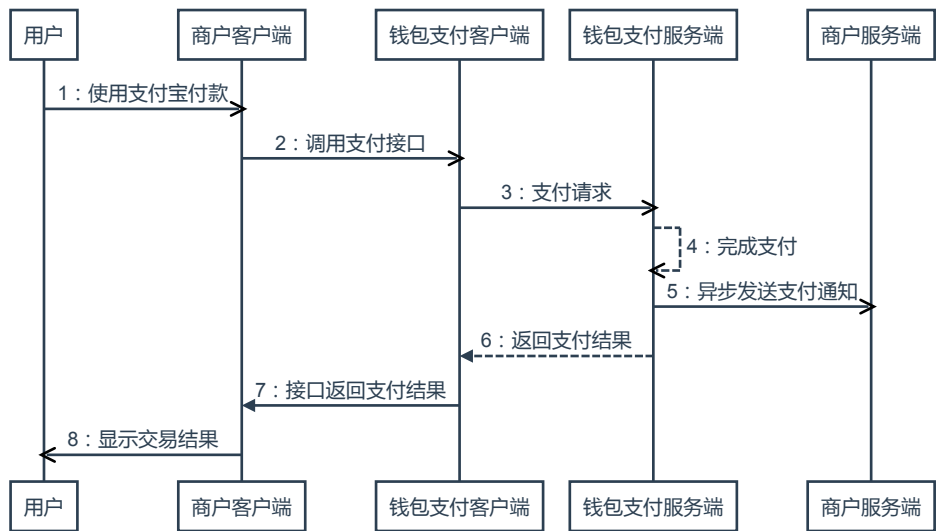 用户
商户客户端
钱包支付客户端
钱包支付服务端
商户服务端
1：使用支付宝付款
2：调用支付接口
3：支付请求
4：完成支付
5：异步发送支付通知
6：返回支付结果
7：接口返回支付结果
8：显示交易结果
用户
商户客户端
钱包支付客户端
钱包支付服务端
商户服务端